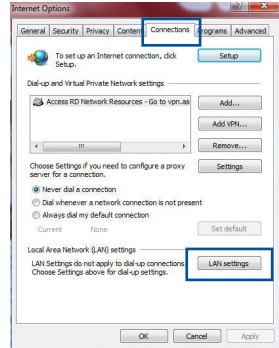 Internet Options
General Security Privacy Content Connections Programs Advanced
To set up an Internet connection, click
Setup.
Setup
Dial-up and Virtual Private Network settings
Access RD Network Resources - Go to vpn.as
Add...
Add VPN...
Remove...
Choose Settings if you need to configure a proxy
server for a connection.
Settings
Never dial a connection
Dial whenever a network connection is not present
Always dial my default connection
Current None
Set default
Local Area Network (LAN) settings
LAN Settings do not apply to dial-up connections.
Choose Settings above for dial-up settings.
LAN settings
OK Cancel Apply